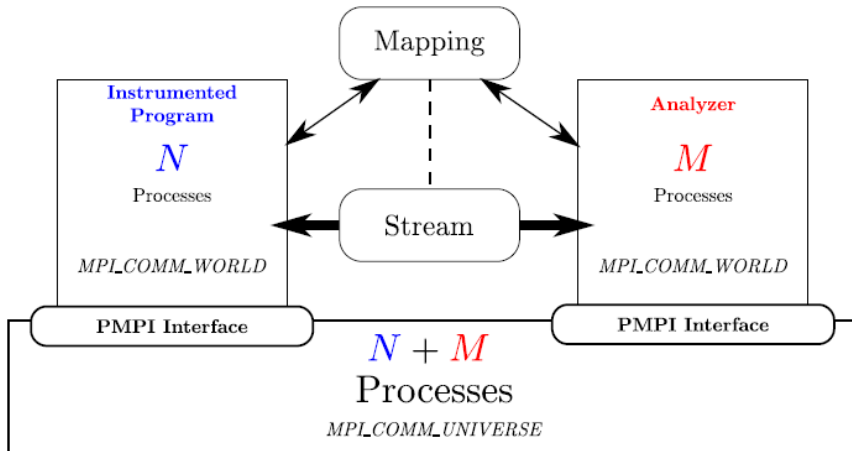 Mapping
Instrumented
Program
N
Processes
MPI_COMM_WORLD
Analyzer
M
Processes
MPI_COMM_WORLD
Stream
PMPI Interface
PMPI Interface
N + M
Processes
MPI_COMM_UNIVERSE